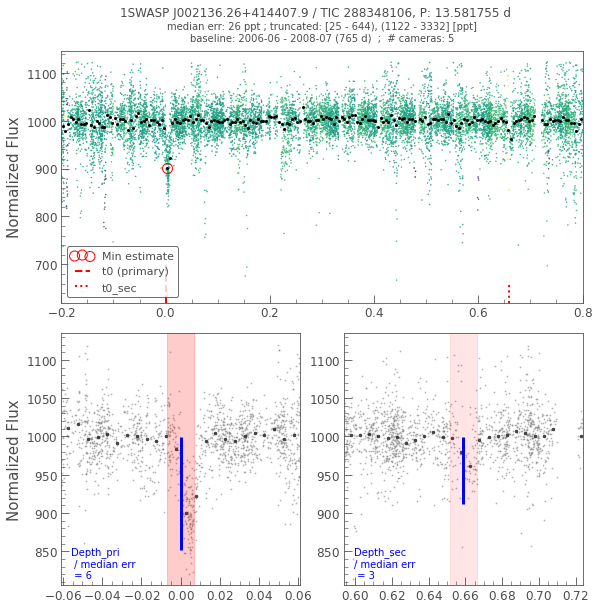 1SWASP J002136.26+414407.9 / TIC 288348106, P: 13.581755 d
median err: 26 ppt ; truncated: [25 - 644), (1122 - 3332] [ppt]
baseline: 2006-06 - 2008-07 (765 d)  ;  # cameras: 5
Normalized Flux
1100
1000
900
800
700
Min estimate
t0 (primary)
t0_sec
−0.2 0.0 0.2 0.4 0.6 0.8
Normalized Flux
1100
1050
1000
950
900
850
Depth_pri
/ median err
= 6
−0.06 −0.04 −0.02 0.00 0.02 0.04 0.06
1100
1050
1000
950
900
850
Depth_sec
/ median err
= 3
0.60 0.62 0.64 0.66 0.68 0.70 0.72